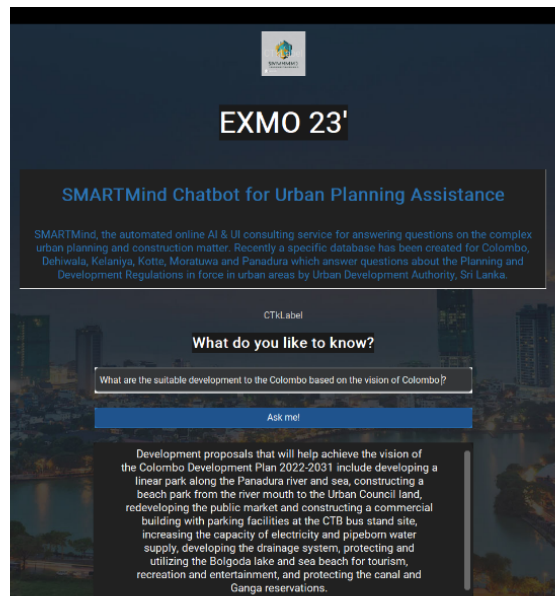 EXMO 23'
SMARTMind Chatbot for Urban Planning Assistance
SMARTMind, the automated online AI & UI consulting service for answering questions on the complex
urban planning and construction matter. Recently a specific database has been created for Colombo,
Dehiwala, Kelaniya, Kotte, Moratuwa and Panadura which answer questions about the Planning and
Development Regulations in force in urban areas by Urban Development Authority, Sri Lanka.
CTkLabel
What do you like to know?
What are the suitable development to the Colombo based on the vision of Colombo?
Ask me!
Development proposals that will help achieve the vision of
the Colombo Development Plan 2022-2031 include developing a
linear park along the Panadura river and sea, constructing a
beach park from the river mouth to the Urban Council land,
redeveloping the public market and constructing a commercial
building with parking facilities at the CTB bus stand site,
increasing the capacity of electricity and pipeborn water
supply, developing the drainage system, protecting and
utilizing the Bolgoda lake and sea beach for tourism,
recreation and entertainment, and protecting the canal and
Ganga reservations.